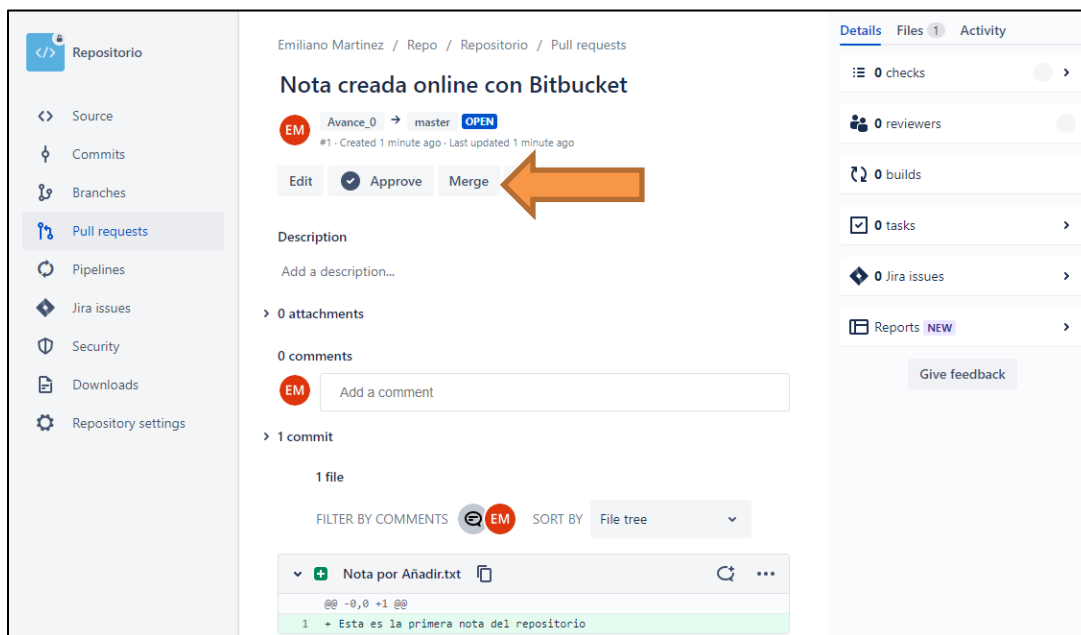 Repositorio
Source
Commits
Branches
Pull requests
Pipelines
Jira issues
Security
Downloads
Repository settings
Emiliano Martinez / Repo / Repositorio / Pull requests
Nota creada online con Bitbucket
EM
Avance_0 → master OPEN
#1 · Created 1 minute ago · Last updated 1 minute ago
Edit Approve Merge
Description
Add a description...
0 attachments
0 comments
EM Add a comment
1 commit
1 file
FILTER BY COMMENTS EM SORT BY File tree
Nota por Añadir.txt
@@ -0,0 +1 @@
1 + Esta es la primera nota del repositorio
Details Files 1 Activity
0 checks
0 reviewers
0 builds
0 tasks
0 Jira issues
Reports NEW
Give feedback